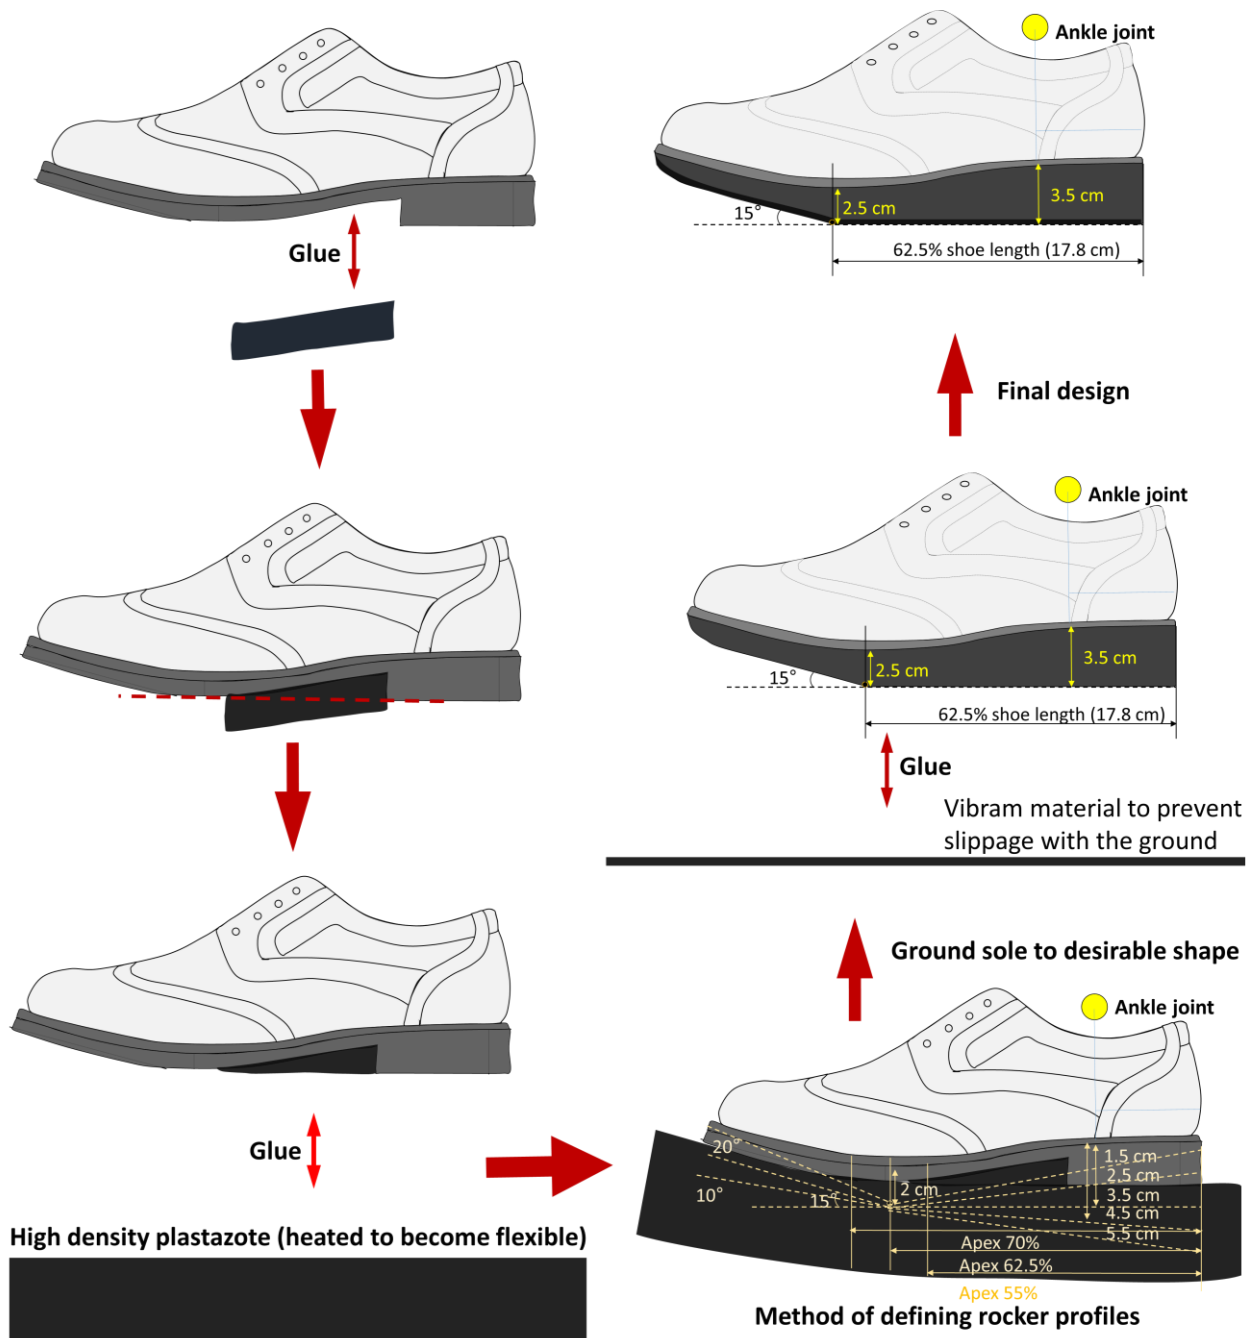 Glue
Glue
High density plastazote (heated to become flexible)
20°
10°
15°
2 cm
1.5 cm
2.5 cm
3.5 cm
4.5 cm
5.5 cm
Apex 70%
Apex 62.5%
Apex 55%
Method of defining rocker profiles
Ankle joint
Ground sole to desirable shape
Vibram material to prevent
slippage with the ground
Glue
62.5% shoe length (17.8 cm)
15°
2.5 cm
3.5 cm
Ankle joint
Final design
62.5% shoe length (17.8 cm)
15°
2.5 cm
3.5 cm
Ankle joint